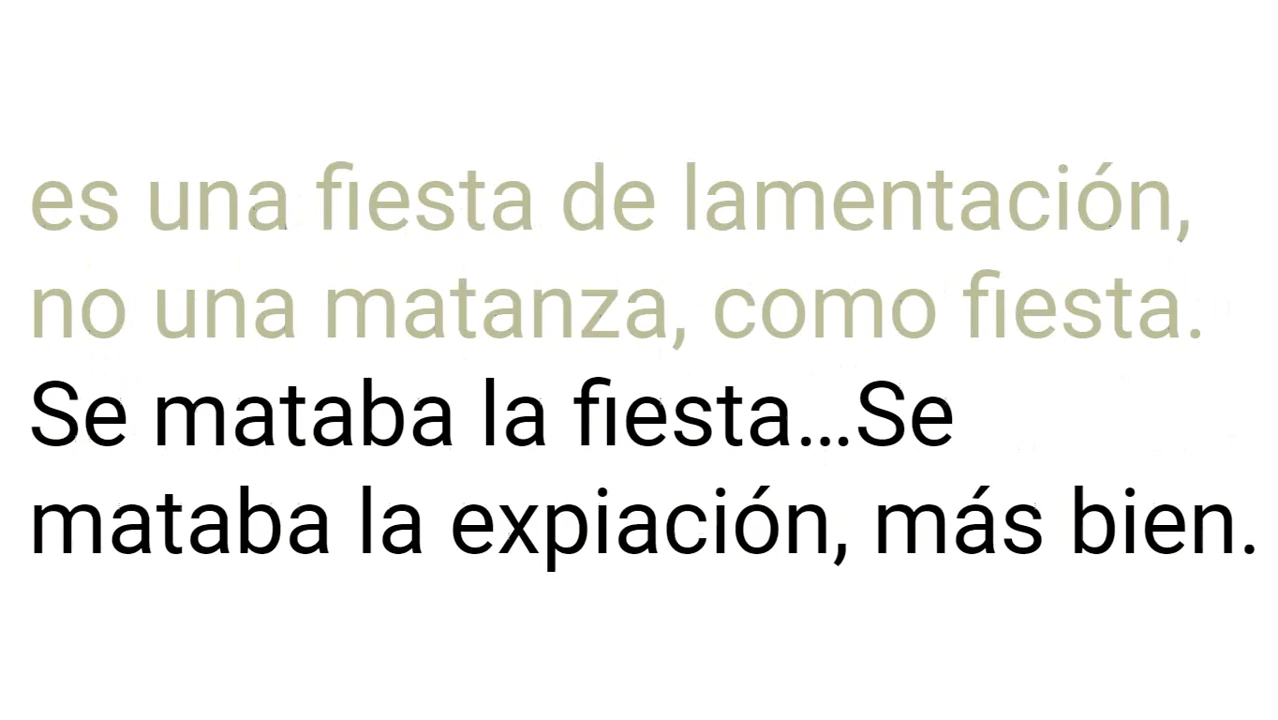 es una fiesta de lamentación,
no una matanza, como fiesta.
Se mataba la fiesta...Se
mataba la expiación, más bien.